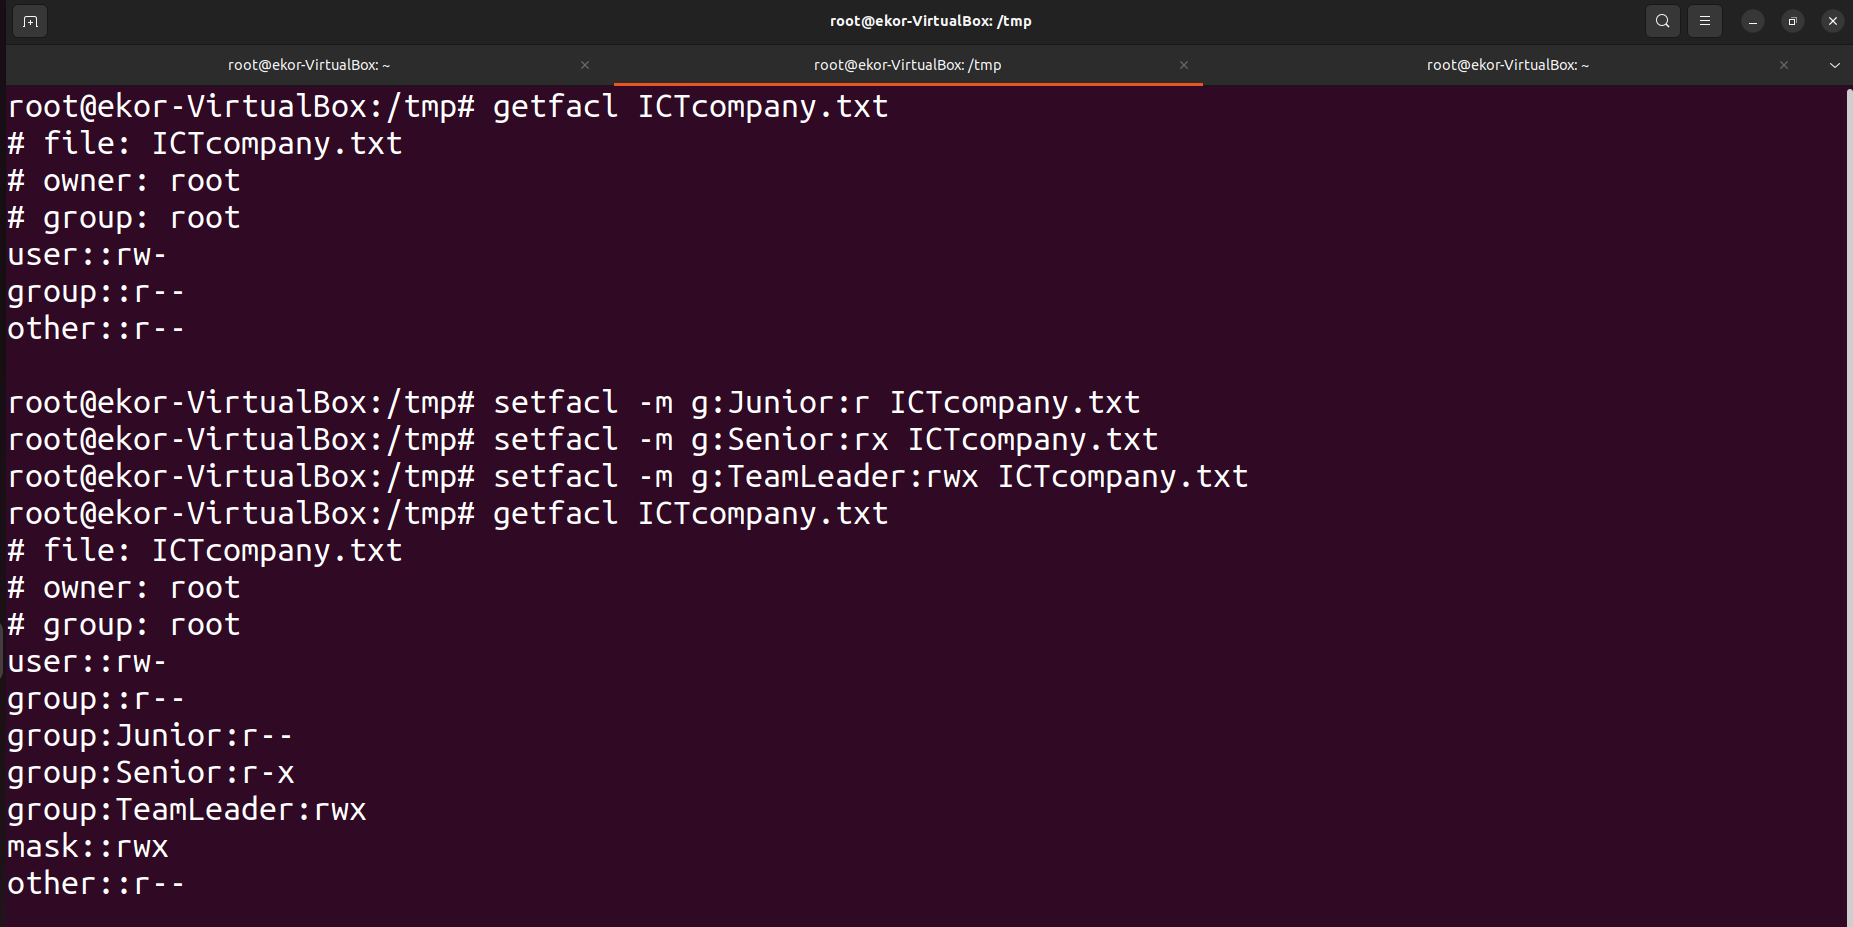 root@ekor-VirtualBox: /tmp
root@ekor-VirtualBox: ~
root@ekor-VirtualBox: /tmp
root@ekor-VirtualBox: ~
root@ekor-VirtualBox:/tmp# getfacl ICTcompany.txt
# file: ICTcompany.txt
# owner: root
# group: root
user::rw-
group::r--
other::r--
root@ekor-VirtualBox:/tmp# setfacl -m g:Junior:r ICTcompany.txt
root@ekor-VirtualBox:/tmp# setfacl -m g:Senior:rx ICTcompany.txt
root@ekor-VirtualBox:/tmp# setfacl -m g:TeamLeader:rwx ICTcompany.txt
root@ekor-VirtualBox:/tmp# getfacl ICTcompany.txt
# file: ICTcompany.txt
# owner: root
# group: root
user::rw-
group::r--
group:Junior:r--
group:Senior:r-x
group:TeamLeader:rwx
mask::rwx
other::r--